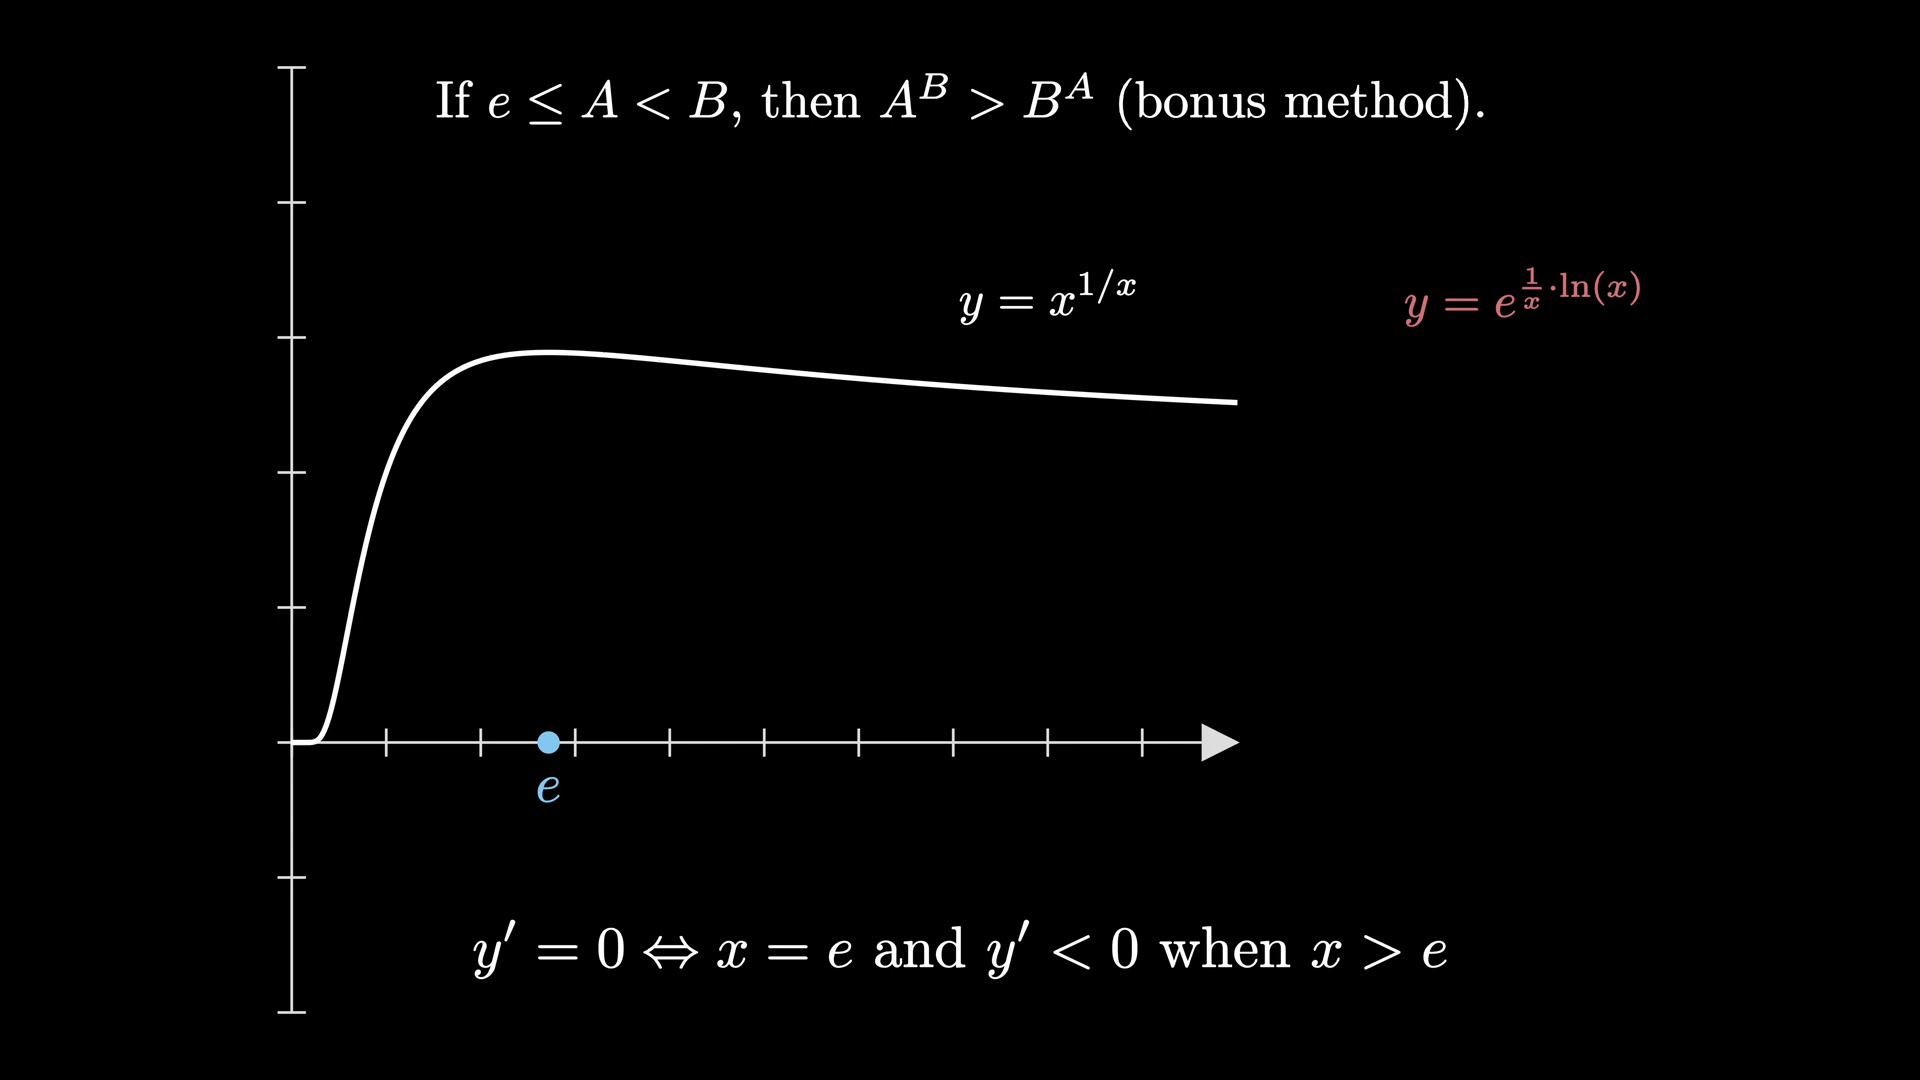 If e ≤ A < B, then A^B > B^A (bonus method).
y = x^{1/x}
y = e^{\frac{1}{x}·ln(x)}
e
y′ = 0 ⇔ x = e and y′ < 0 when x > e